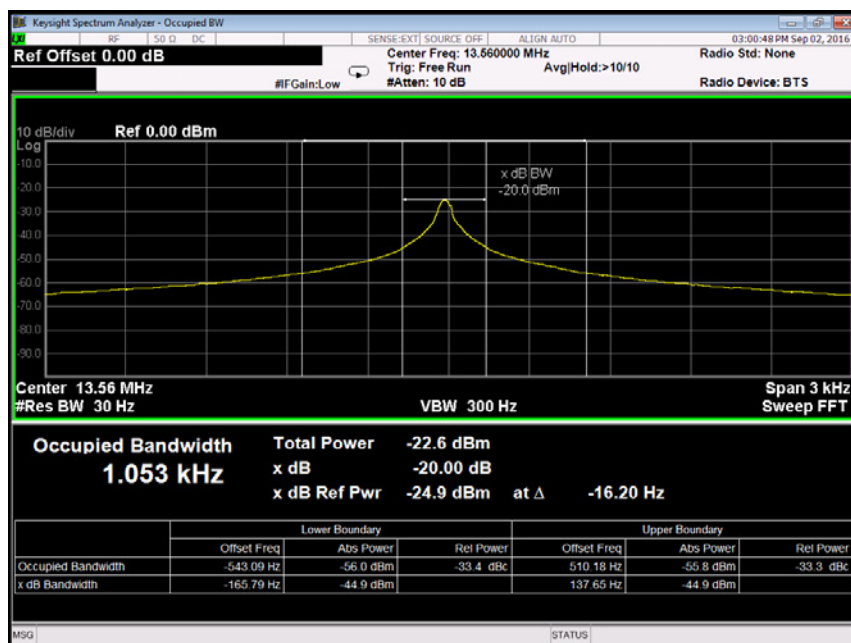 Keysight Spectrum Analyzer - Occupied BW
LXI RF 50 Ω DC SENSE:EXT SOURCE OFF ALIGN AUTO 03:00:48 PM Sep 02, 2016
Ref Offset 0.00 dB Center Freq: 13.560000 MHz Radio Std: None
Trig: Free Run Avg|Hold:>10/10
#IFGain:Low #Atten: 10 dB Radio Device: BTS
10 dB/div Ref 0.00 dBm
Log
-10.0
x dB BW
-20.0 -20.0 dBm
-30.0
-40.0
-50.0
-60.0
-70.0
-80.0
-90.0
Center 13.56 MHz Span 3 kHz
#Res BW 30 Hz VBW 300 Hz Sweep FFT
Occupied Bandwidth Total Power -22.6 dBm
1.053 kHz x dB -20.00 dB
x dB Ref Pwr -24.9 dBm at Δ -16.20 Hz
Lower Boundary Upper Boundary
Offset Freq Abs Power Rel Power Offset Freq Abs Power Rel Power
Occupied Bandwidth -543.09 Hz -56.0 dBm -33.4 dBc 510.18 Hz -55.8 dBm -33.3 dBc
x dB Bandwidth -165.79 Hz -44.9 dBm 137.65 Hz -44.9 dBm
MSG STATUS